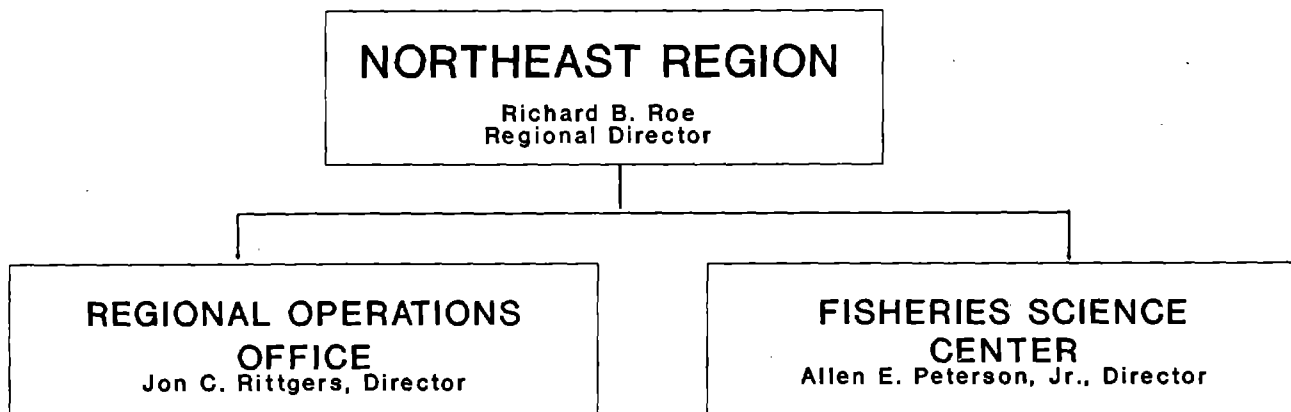 NORTHEAST REGION
Richard B. Roe
Regional Director
REGIONAL OPERATIONS
OFFICE
Jon C. Rittgers, Director
FISHERIES SCIENCE
CENTER
Allen E. Peterson, Jr., Director